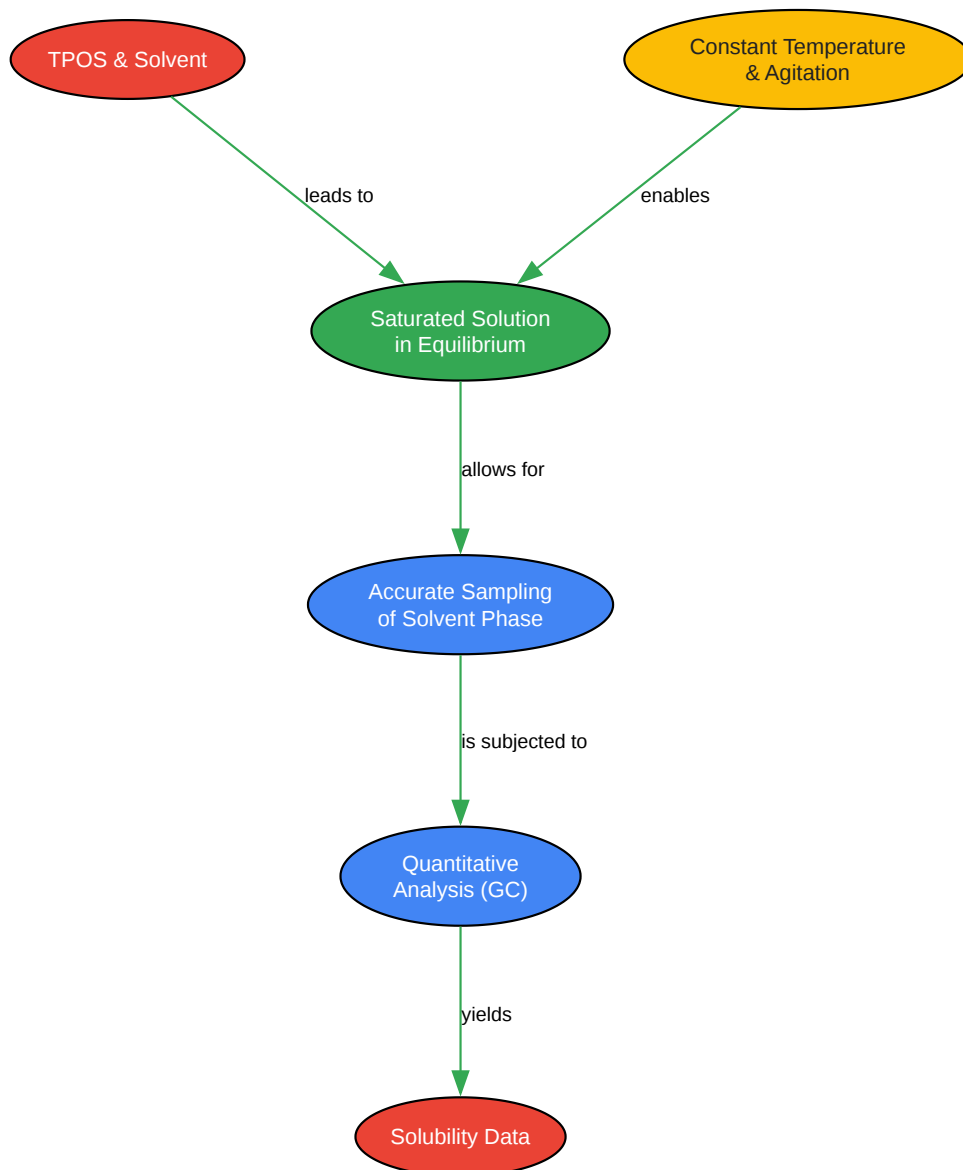 TPOS & Solvent
Constant Temperature
& Agitation
leads to
enables
Saturated Solution
in Equilibrium
allows for
Accurate Sampling
of Solvent Phase
is subjected to
Quantitative
Analysis (GC)
yields
Solubility Data